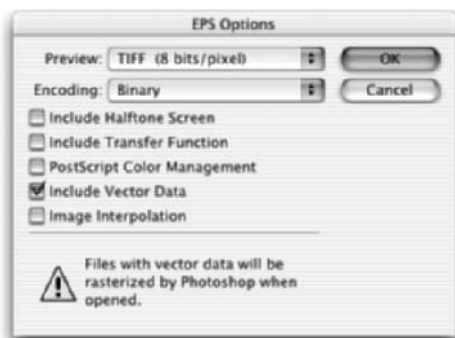 EPS Options
Preview: TIFF (8 bits/pixel) OK
Encoding: Binary Cancel
Include Halftone Screen
Include Transfer Function
PostScript Color Management
Include Vector Data
Image Interpolation
Files with vector data will be
rasterized by Photoshop when
opened.